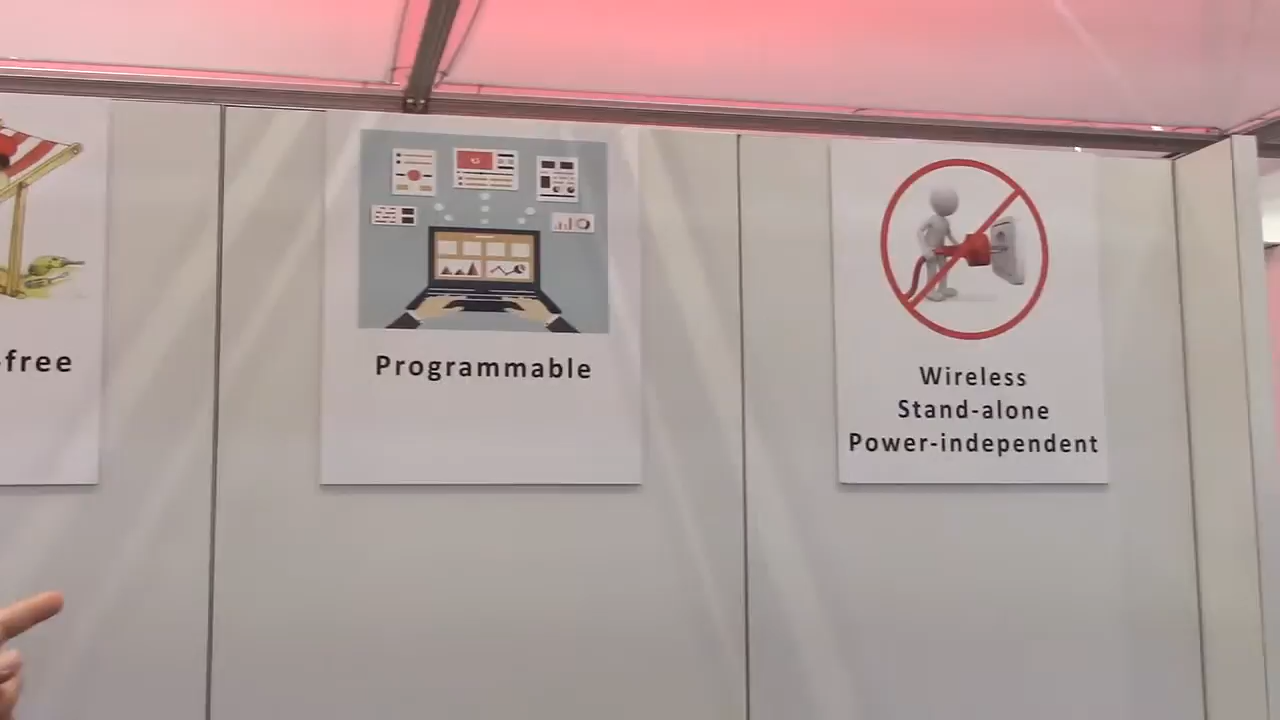 -free
Programmable
Wireless
Stand-alone
Power-independent